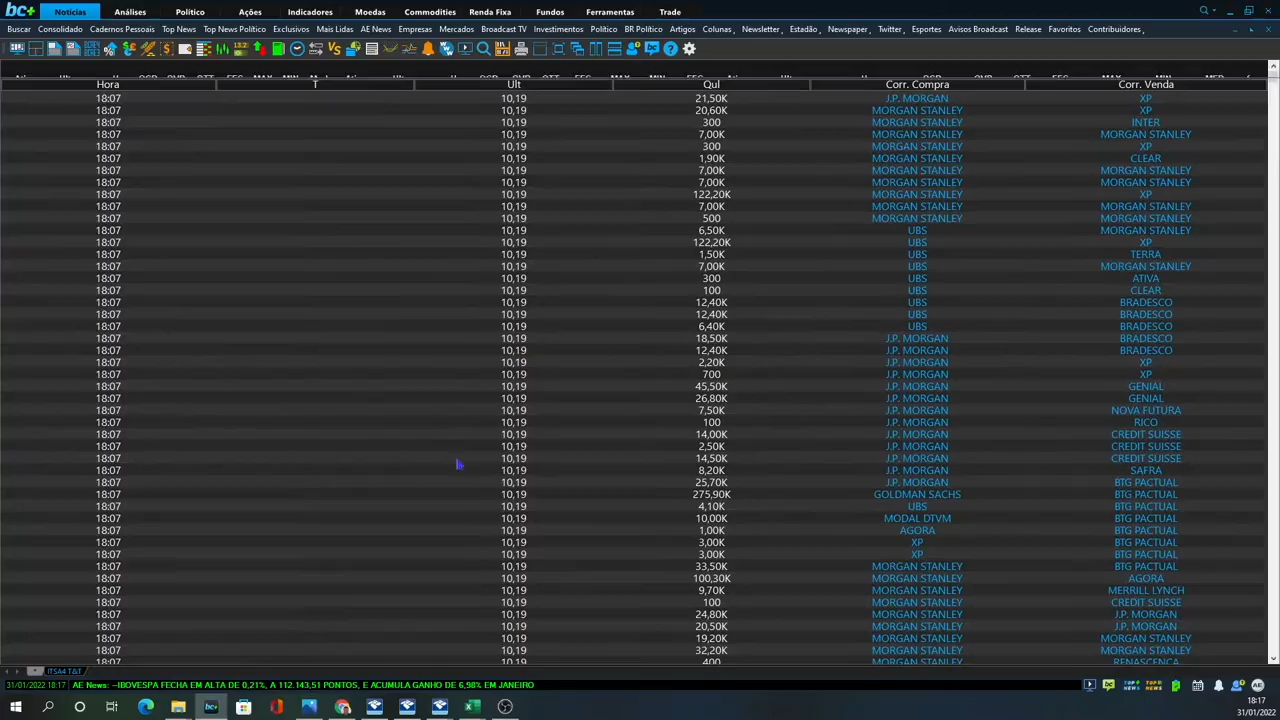 bc+ Notícias Análises Político Ações Indicadores Moedas Commodities Renda Fixa Fundos Ferramentas Trade
Buscar Consolidado Cadernos Pessoais Top News Top News Político Exclusivos Mais Lidas AE News Empresas Mercados Broadcast TV Investimentos Político BR Político Artigos Colunas Newsletter Estadão Newspaper Twitter Esportes Avisos Broadcast Release Favoritos Contribuidores
Hora T Ult Qul Corr. Compra Corr. Venda
18:07 10,19 21,50K J.P. MORGAN XP
18:07 10,19 20,60K MORGAN STANLEY XP
18:07 10,19 300 MORGAN STANLEY INTER
18:07 10,19 7,00K MORGAN STANLEY MORGAN STANLEY
18:07 10,19 300 MORGAN STANLEY XP
18:07 10,19 1,90K MORGAN STANLEY CLEAR
18:07 10,19 7,00K MORGAN STANLEY MORGAN STANLEY
18:07 10,19 7,00K MORGAN STANLEY MORGAN STANLEY
18:07 10,19 122,20K MORGAN STANLEY XP
18:07 10,19 7,00K MORGAN STANLEY MORGAN STANLEY
18:07 10,19 500 MORGAN STANLEY MORGAN STANLEY
18:07 10,19 6,50K UBS MORGAN STANLEY
18:07 10,19 122,20K UBS XP
18:07 10,19 1,50K UBS TERRA
18:07 10,19 7,00K UBS MORGAN STANLEY
18:07 10,19 300 UBS ATIVA
18:07 10,19 100 UBS CLEAR
18:07 10,19 12,40K UBS BRADESCO
18:07 10,19 12,40K UBS BRADESCO
18:07 10,19 6,40K UBS BRADESCO
18:07 10,19 18,50K J.P. MORGAN BRADESCO
18:07 10,19 12,40K J.P. MORGAN BRADESCO
18:07 10,19 2,20K J.P. MORGAN XP
18:07 10,19 700 J.P. MORGAN XP
18:07 10,19 45,50K J.P. MORGAN GENIAL
18:07 10,19 26,80K J.P. MORGAN GENIAL
18:07 10,19 7,50K J.P. MORGAN NOVA FUTURA
18:07 10,19 100 J.P. MORGAN RICO
18:07 10,19 14,00K J.P. MORGAN CREDIT SUISSE
18:07 10,19 2,50K J.P. MORGAN CREDIT SUISSE
18:07 10,19 14,50K J.P. MORGAN CREDIT SUISSE
18:07 10,19 8,20K J.P. MORGAN SAFRA
18:07 10,19 25,70K J.P. MORGAN BTG PACTUAL
18:07 10,19 275,90K GOLDMAN SACHS BTG PACTUAL
18:07 10,19 4,10K UBS BTG PACTUAL
18:07 10,19 10,00K MODAL DTVM BTG PACTUAL
18:07 10,19 1,00K AGORA BTG PACTUAL
18:07 10,19 3,00K XP BTG PACTUAL
18:07 10,19 3,00K XP BTG PACTUAL
18:07 10,19 33,50K MORGAN STANLEY BTG PACTUAL
18:07 10,19 100,30K MORGAN STANLEY AGORA
18:07 10,19 9,70K MORGAN STANLEY MERRILL LYNCH
18:07 10,19 100 MORGAN STANLEY CREDIT SUISSE
18:07 10,19 24,80K MORGAN STANLEY J.P. MORGAN
18:07 10,19 20,50K MORGAN STANLEY J.P. MORGAN
18:07 10,19 19,20K MORGAN STANLEY MORGAN STANLEY
18:07 10,19 32,20K MORGAN STANLEY MORGAN STANLEY
18:07 10,19 400 MORGAN STANLEY RENASCENÇA
ITSA4 T&T
31/01/2022 18:17 AE News: --IBOVESPA FECHA EM ALTA DE 0,21%, A 112.143,51 PONTOS, E ACUMULA GANHO DE 6,98% EM JANEIRO
18:17
31/01/2022